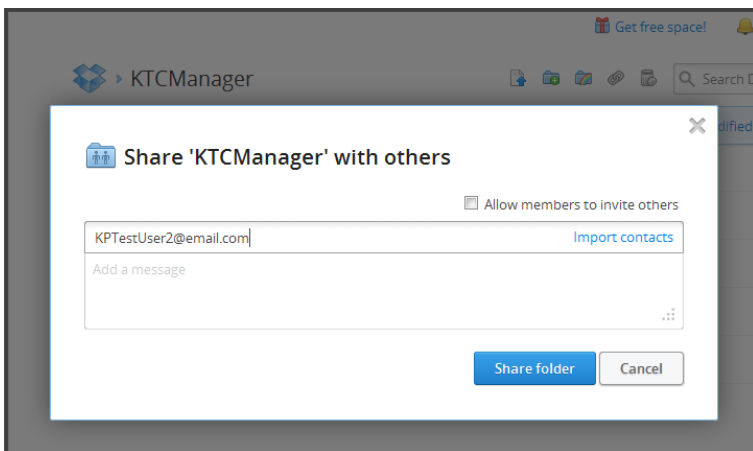 Get free space!
› KTCManager
Search D
dified
Share 'KTCManager' with others
Allow members to invite others
KPTestUser2@email.com
Import contacts
Add a message
Share folder
Cancel